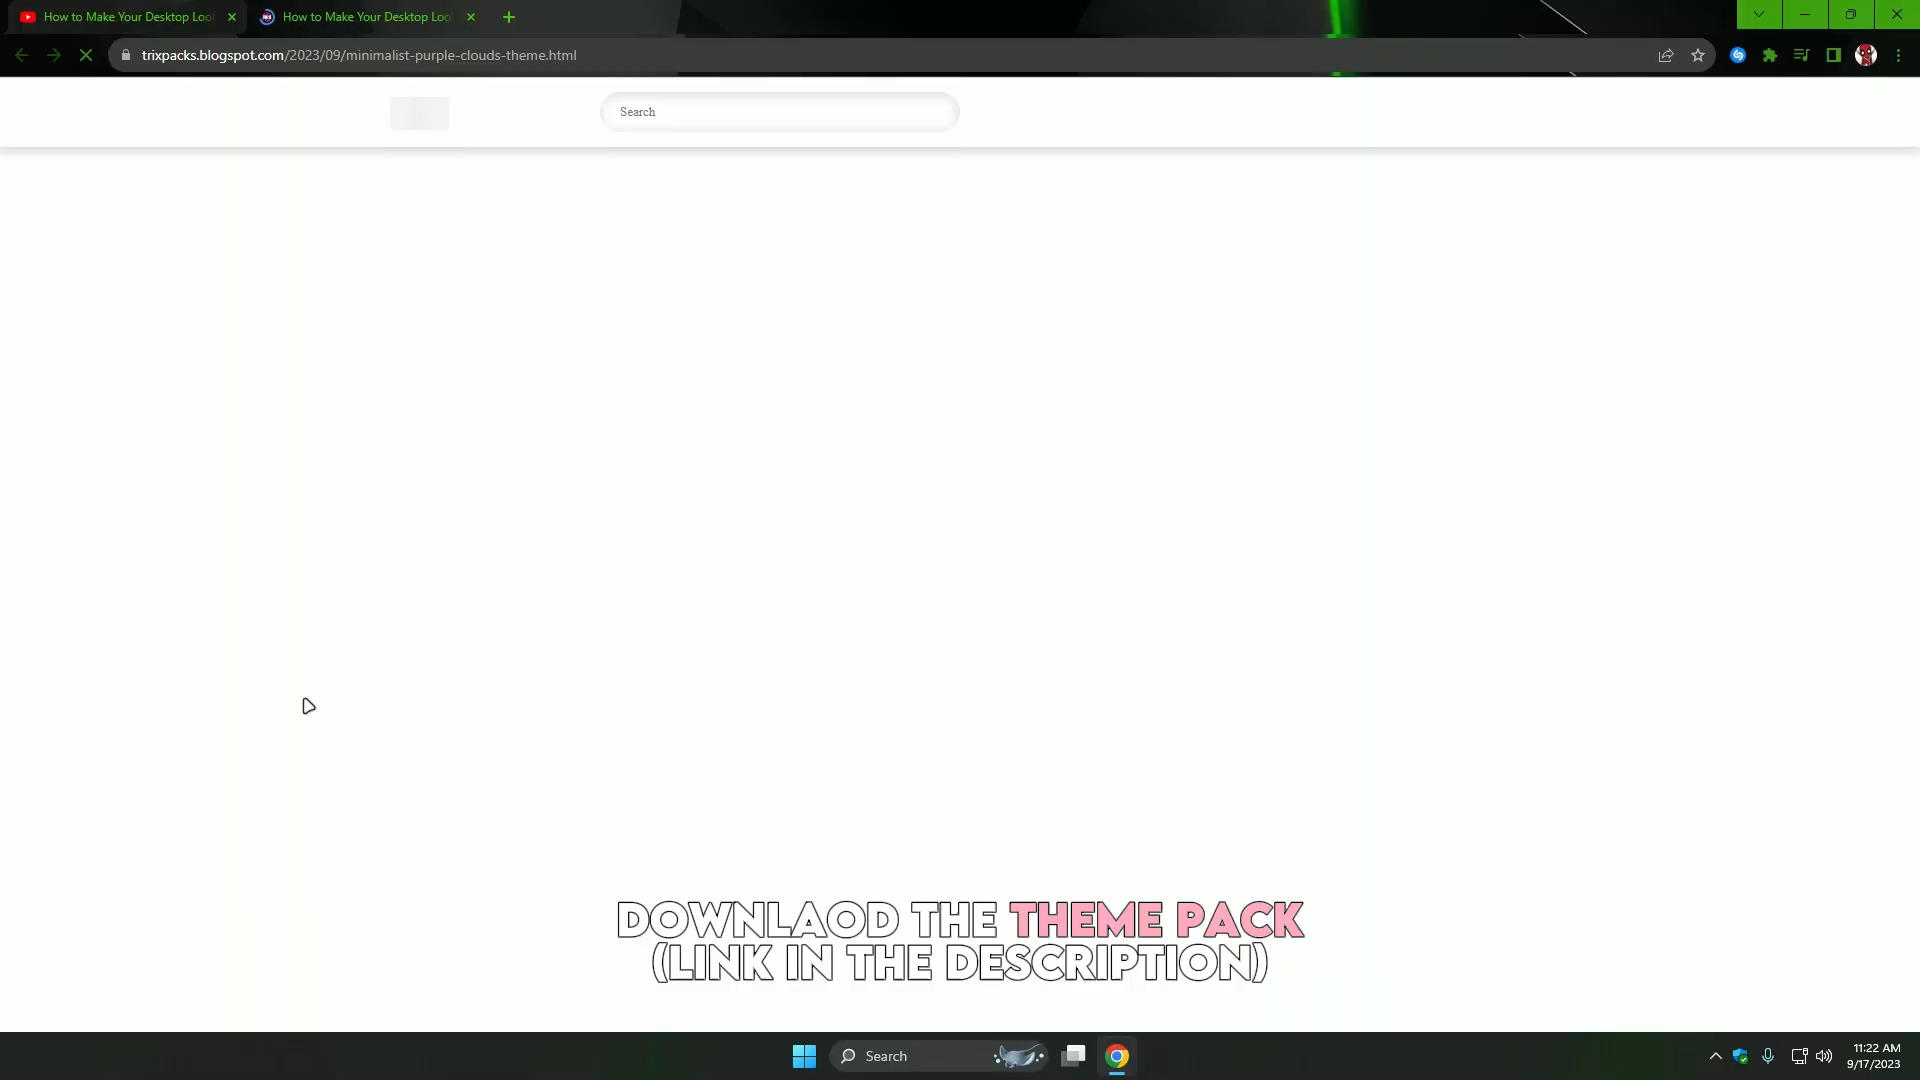 How to Make Your Desktop Loo
How to Make Your Desktop Loo
trixpacks.blogspot.com/2023/09/minimalist-purple-clouds-theme.html
Search
DOWNLAOD THE THEME PACK
(LINK IN THE DESCRIPTION)
Search
11:22 AM
9/17/2023